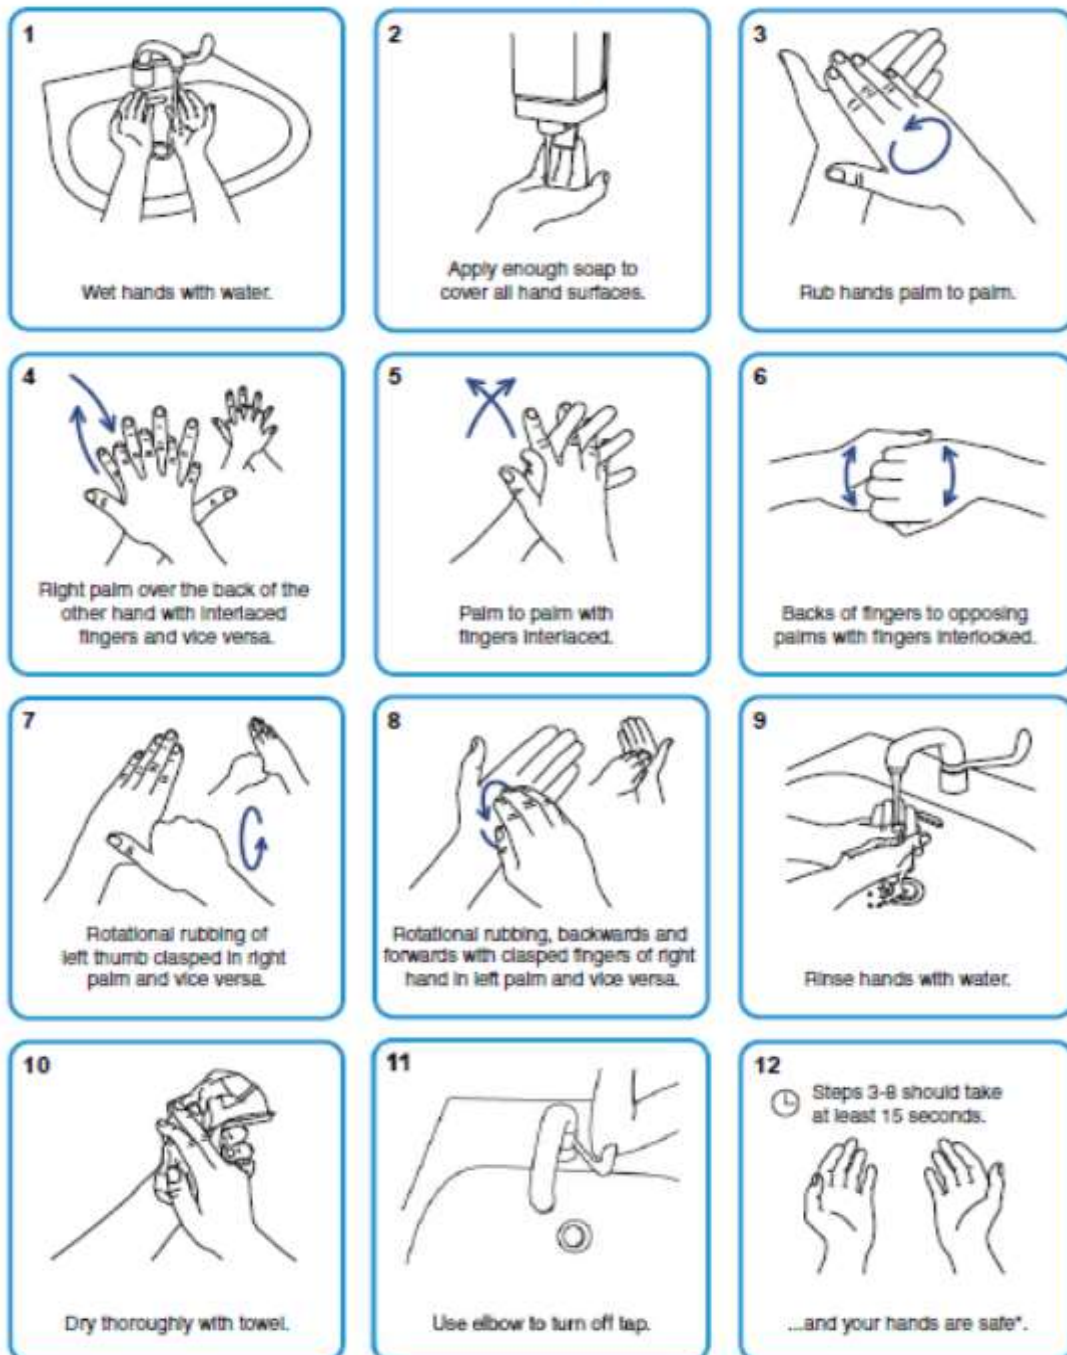 1
Wet hands with water.
2
Apply enough soap to
cover all hand surfaces.
3
Rub hands palm to palm.
4
Right palm over the back of the
other hand with interlaced
fingers and vice versa.
5
Palm to palm with
fingers interlaced.
6
Backs of fingers to opposing
palms with fingers interlocked.
7
Rotational rubbing of
left thumb clasped in right
palm and vice versa.
8
Rotational rubbing, backwards and
forwards with clasped fingers of right
hand in left palm and vice versa.
9
Rinse hands with water.
10
Dry thoroughly with towel.
11
Use elbow to turn off tap.
12
Steps 3-8 should take
at least 15 seconds.
...and your hands are safe*.